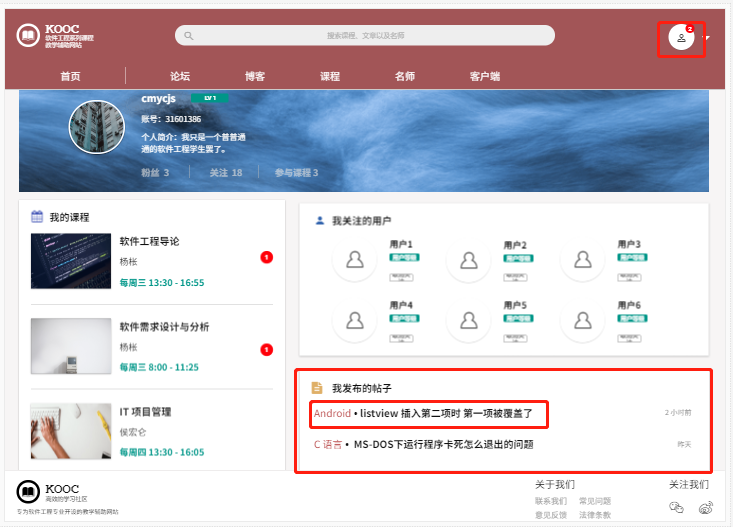 KOOC
软件工程系列课程
教学辅助网站
搜索课程、文章以及名师
2
首页
论坛
博客
课程
名师
客户端
cmycjs
LV 1
账号：31601386
个人简介：我只是一个普普通
通的软件工程学生罢了。
粉丝 3
关注 18
参与课程 3
我的课程
软件工程导论
杨枨
每周三 13:30 - 16:55
1
软件需求设计与分析
杨枨
每周三 8:00 - 11:25
1
IT 项目管理
侯宏仑
每周四 13:30 - 16:05
我关注的用户
用户1
用户等级
用户2
用户等级
用户3
用户等级
用户4
用户等级
用户5
用户等级
用户6
用户等级
我发布的帖子
Android • listview 插入第二项时 第一项被覆盖了
2 小时前
C 语言 • MS-DOS下运行程序卡死怎么退出的问题
昨天
KOOC
高效的学习社区
专为软件工程专业开设的教学辅助网站
关于我们
联系我们 常见问题
意见反馈 法律条款
关注我们